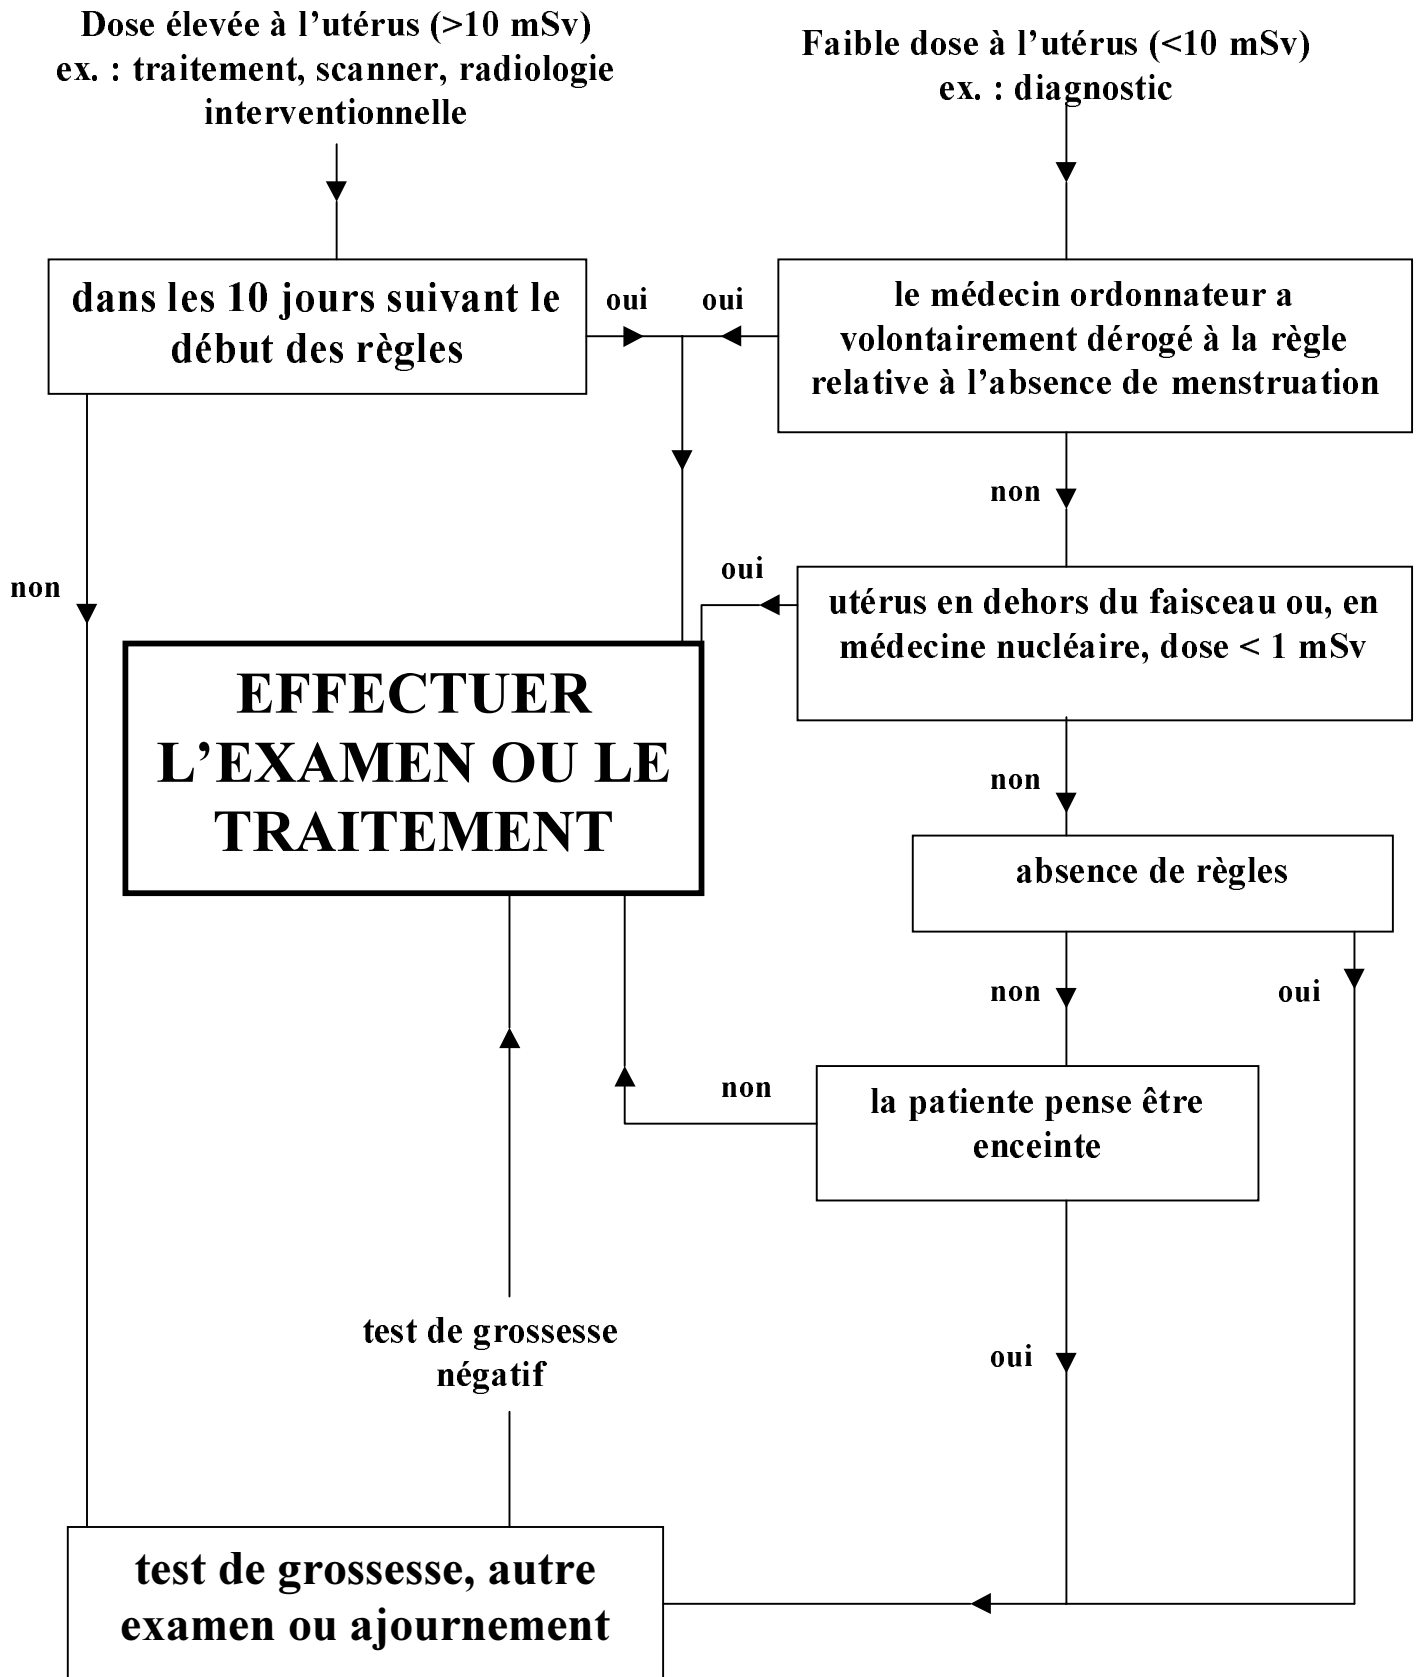 Dose élevée à l’utérus (>10 mSv)
ex. : traitement, scanner, radiologie
interventionnelle
Faible dose à l’utérus (<10 mSv)
ex. : diagnostic
dans les 10 jours suivant le
début des règles
oui
oui
le médecin ordonnateur a
volontairement dérogé à la règle
relative à l’absence de menstruation
non
non
oui
utérus en dehors du faisceau ou, en
médecine nucléaire, dose < 1 mSv
EFFECTUER
L’EXAMEN OU LE
TRAITEMENT
non
absence de règles
non
oui
non
la patiente pense être
enceinte
test de grossesse
négatif
oui
test de grossesse, autre
examen ou ajournement